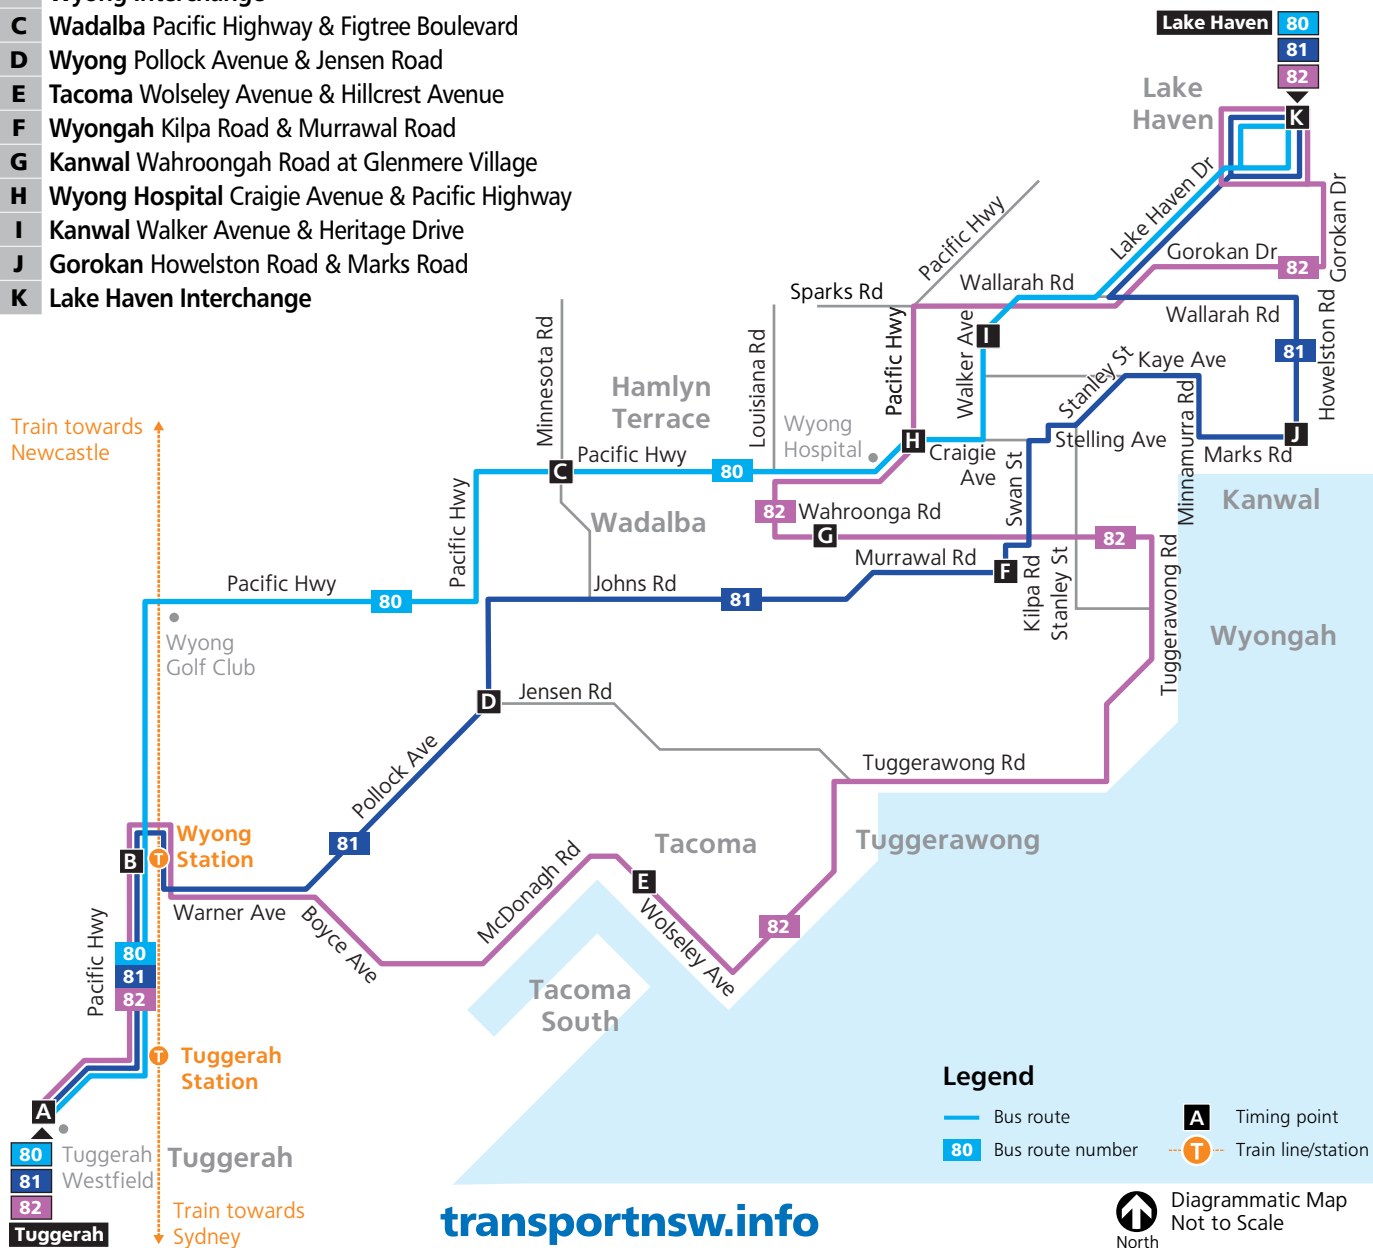 Wyong Interchange
C Wadalba Pacific Highway & Figtree Boulevard
D Wyong Pollock Avenue & Jensen Road
E Tacoma Wolseley Avenue & Hillcrest Avenue
F Wyongah Kilpa Road & Murrawal Road
G Kanwal Wahroongah Road at Glenmere Village
H Wyong Hospital Craigie Avenue & Pacific Highway
I Kanwal Walker Avenue & Heritage Drive
J Gorokan Howelston Road & Marks Road
K Lake Haven Interchange
Lake Haven 80
81
82
Lake
Haven
K
Lake Haven Dr
Gorokan Dr
Gorokan Dr
82
Pacific Hwy
Sparks Rd
Wallarah Rd
Wallarah Rd
Howelston Rd
81
Minnesota Rd
Louisiana Rd
Pacific Hwy
Walker Ave
I
Stanley St
Kaye Ave
Minnamurra Rd
J
Marks Rd
Hamlyn
Terrace
Wyong
Hospital
H
Craigie
Ave
Stelling Ave
Swan St
Train towards
Newcastle
C
Pacific Hwy
80
Pacific Hwy
Wadalba
82
Wahroonga Rd
G
82
Kanwal
Murrawal Rd
F
Kilpa Rd
Stanley St
Tuggerawong Rd
Wyongah
Pacific Hwy
80
Johns Rd
81
Wyong
Golf Club
D
Jensen Rd
Pollock Ave
81
Tuggerawong Rd
Wyong
Station
B
T
Tacoma
Tuggerawong
E
McDonagh Rd
Wolseley Ave
82
Warner Ave
Boyce Ave
Pacific Hwy
80
81
82
Tacoma
South
T
Tuggerah
Station
A
80
81
82
Tuggerah
Tuggerah
Westfield
Tuggerah
Train towards
Sydney
Legend
Bus route
A Timing point
80 Bus route number
T Train line/station
transportnsw.info
North
Diagrammatic Map
Not to Scale